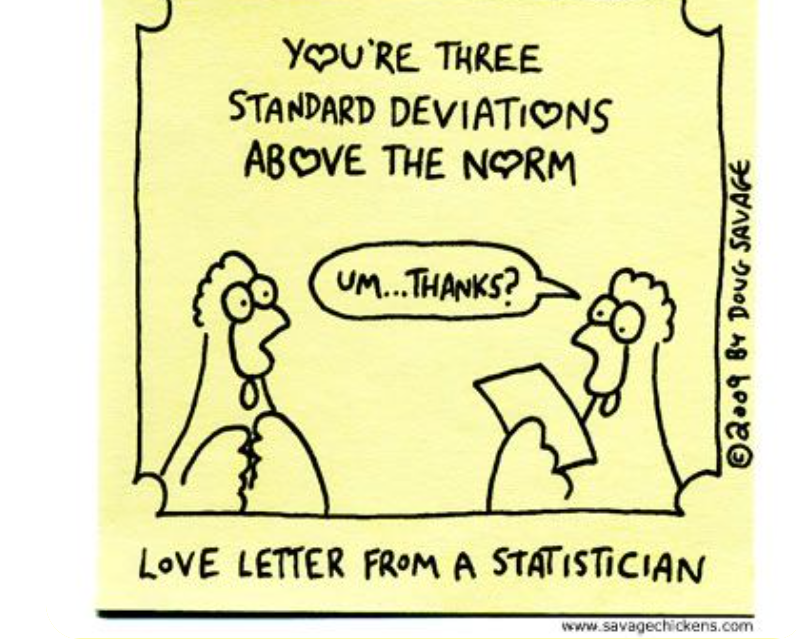 YOU'RE THREE
STANDARD DEVIATIONS
ABOVE THE NORM
UM...THANKS?
©2009 BY DOUG SAVAGE
LOVE LETTER FROM A STATISTICIAN
www.savagechickens.com